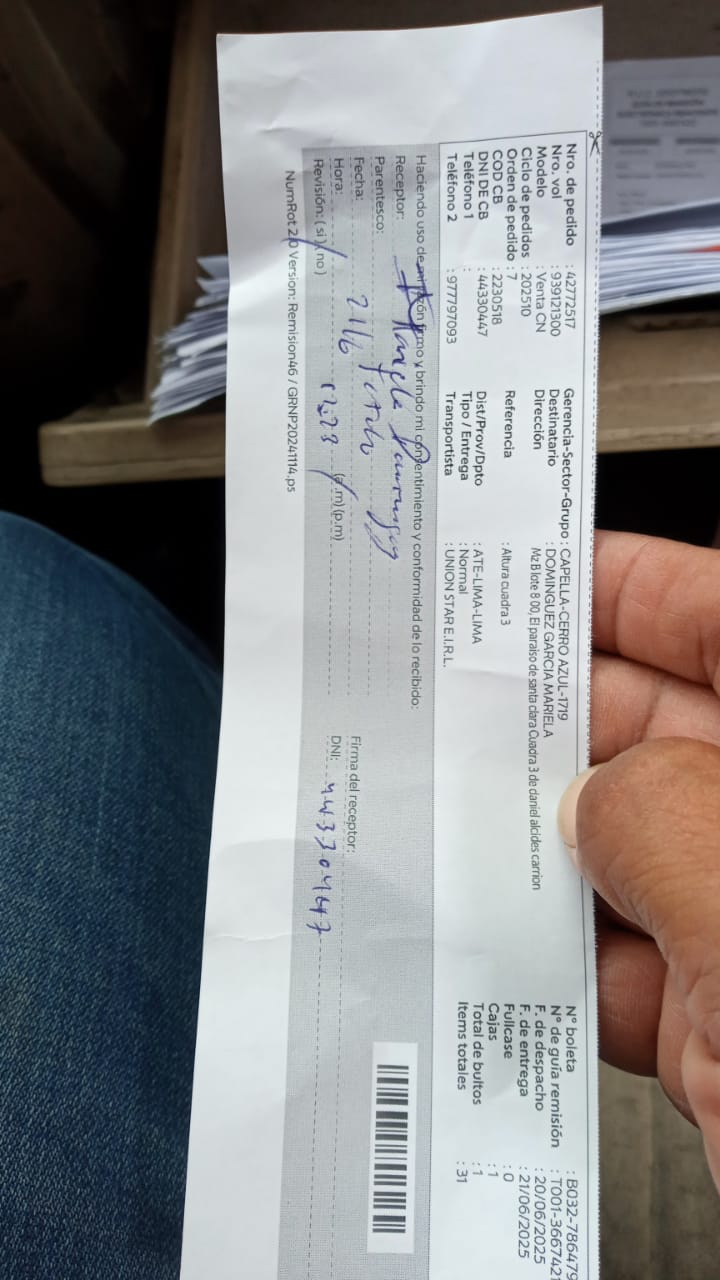 Nro. de pedido : 42772517
Nro. vol : 939121300
Modelo : Venta CN
Ciclo de pedidos : 202510
Orden de pedido : 7
COD CB : 2230518
DNI DE CB : 44330447
Teléfono 1 :
Teléfono 2 : 977797093
Gerencia-Sector-Grupo : CAPELLA-CERRO AZUL-1719
Destinatario : DOMINGUEZ GARCIA MARIELA
Dirección Mz B lote 8 00, El paraiso de santa clara Cuadra 3 de daniel alcides carrion
Referencia : Altura cuadra 3
Dist/Prov/Dpto : ATE-LIMA-LIMA
Tipo / Entrega : Normal
Transportista : UNION STAR E.I.R.L.
N° boleta : B032-786479
N° de guía remisión : T001-3667421
F. de despacho : 20/06/2025
F. de entrega : 21/06/2025
Fullcase : 0
Cajas : 1
Total de bultos : 1
Items totales : 31
Haciendo uso de mi razón firmo y brindo mi consentimiento y conformidad de lo recibido:
Receptor:
Parentesco:
Fecha: 21/6
Hora: (a.m) (p.m)
Revisión: ( si ) ( no )
Firma del receptor:
DNI: 44330447
NumRot 2/0 Version: Remision46 / GRNP20241114.ps